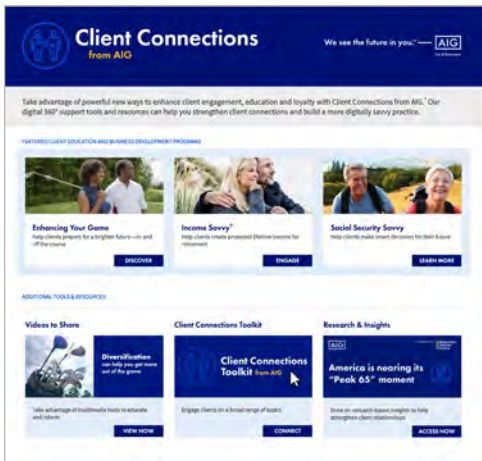 Client Connections
from AIG
We see the future in you.℠
AIG
Take advantage of powerful new ways to enhance client engagement, education and loyalty with Client Connections from AIG.* Our
digital 360° support tools and resources can help you strengthen client connections and build a more digitally savvy practice.
FEATURED CLIENT EDUCATION AND BUSINESS DEVELOPMENT PROGRAMS
Enhancing Your Game
Help clients prepare for a brighter future—on and
off the course
DISCOVER
Income Savvy®
Help clients create protected lifetime income for
retirement
ENGAGE
Social Security Savvy
Help clients make smart decisions for their future
LEARN MORE
ADDITIONAL TOOLS & RESOURCES
Videos to Share
Diversification
can help you get more
out of the game
Take advantage of multimedia tools to educate
and inform
VIEW NOW
Client Connections Toolkit
Client Connections
Toolkit from AIG
Engage clients on a broad range of topics
CONNECT
Research & Insights
AIG
America is nearing its
"Peak 65" moment
Draw on research-based insights to help
strengthen client relationships
ACCESS NOW